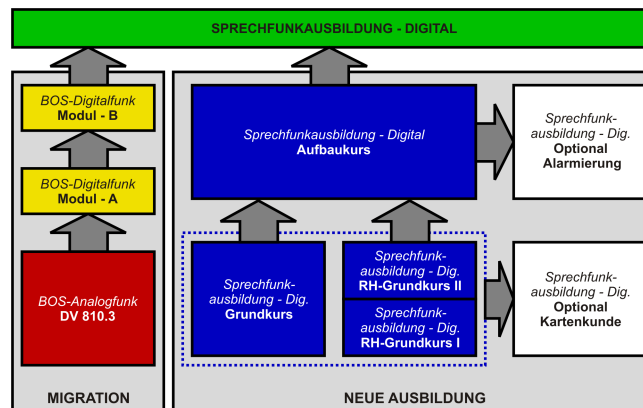 SPRECHFUNKAUSBILDUNG - DIGITAL
BOS-Digitalfunk
Modul - B
BOS-Digitalfunk
Modul - A
BOS-Analogfunk
DV 810.3
MIGRATION
Sprechfunkausbildung - Digital
Aufbaukurs
Sprechfunk-
ausbildung - Dig.
Optional
Alarmierung
Sprechfunk-
ausbildung - Dig.
Grundkurs
Sprechfunk-
ausbildung - Dig.
RH-Grundkurs II
Sprechfunk-
ausbildung - Dig.
RH-Grundkurs I
Sprechfunk-
ausbildung - Dig.
Optional
Kartenkunde
NEUE AUSBILDUNG